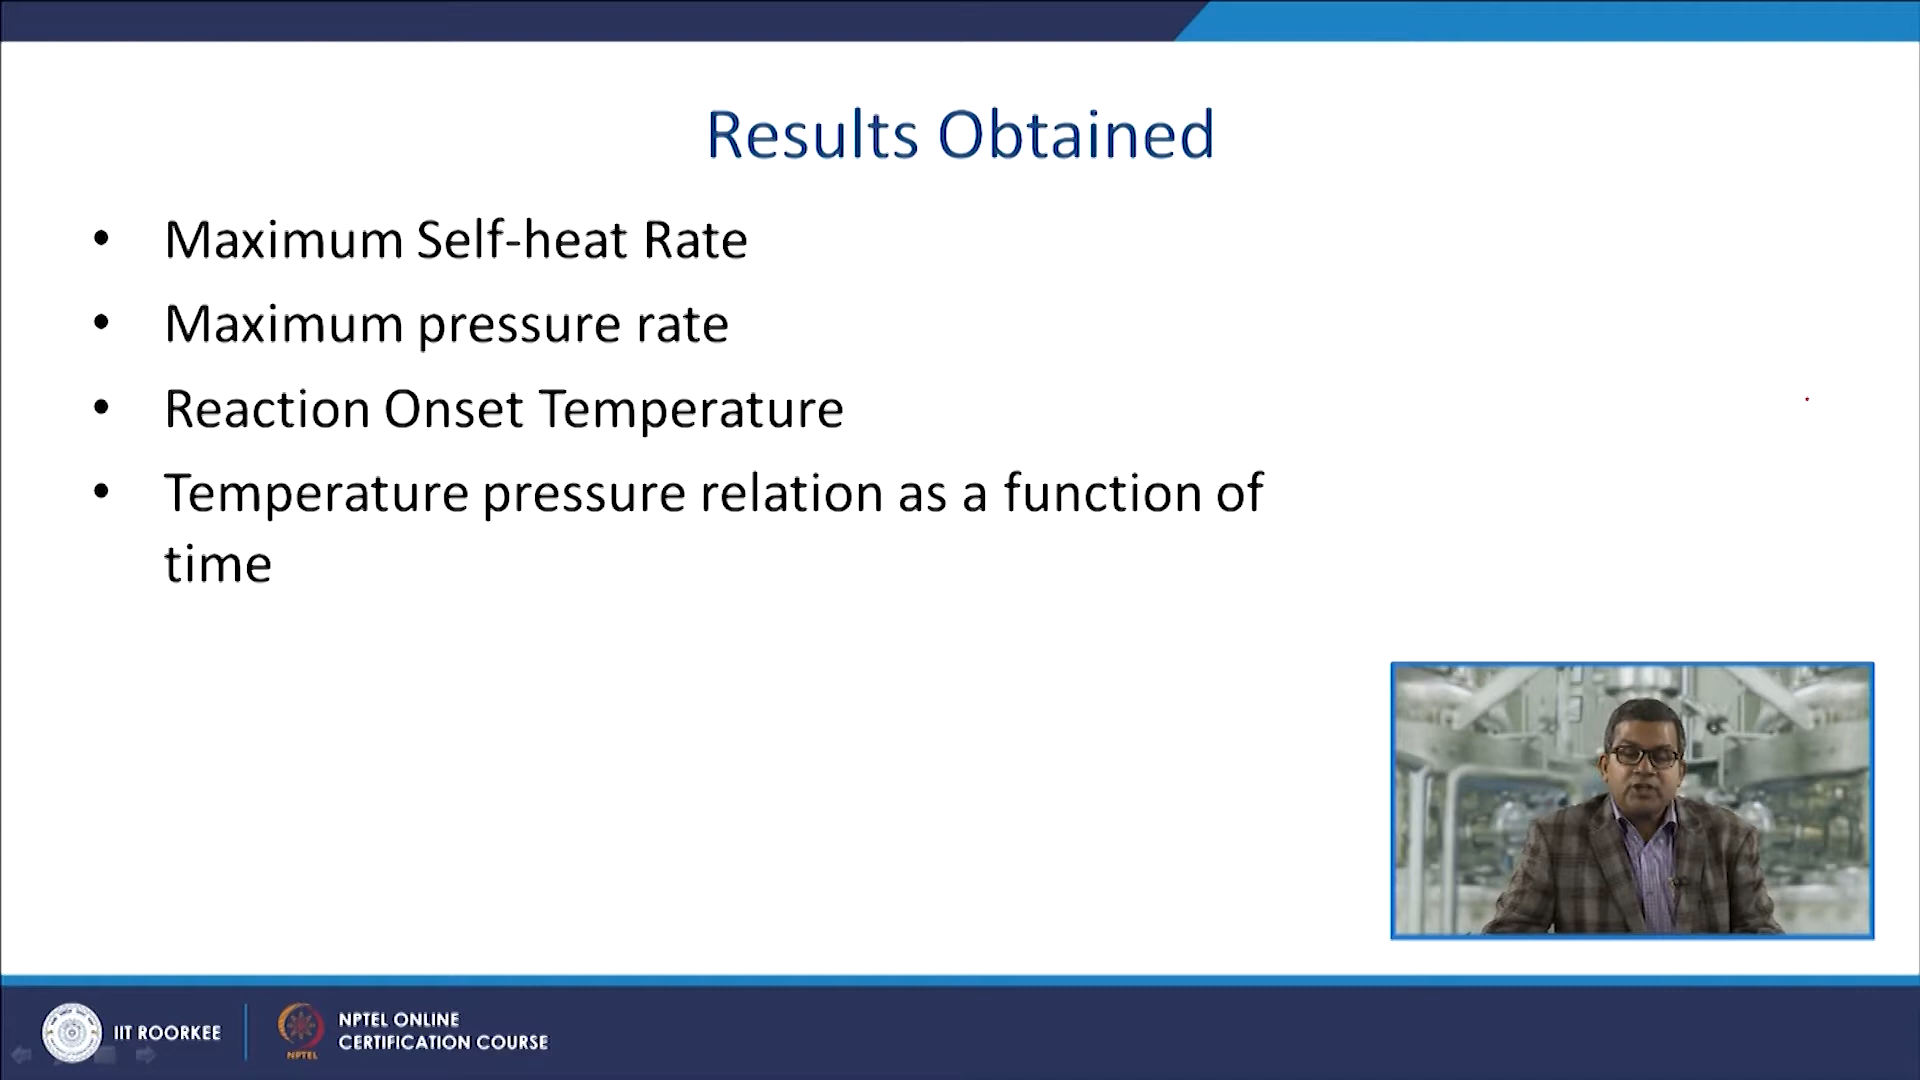 Results Obtained
• Maximum Self-heat Rate
• Maximum pressure rate
• Reaction Onset Temperature
• Temperature pressure relation as a function of
time
IIT ROORKEE
NPTEL
NPTEL ONLINE
CERTIFICATION COURSE